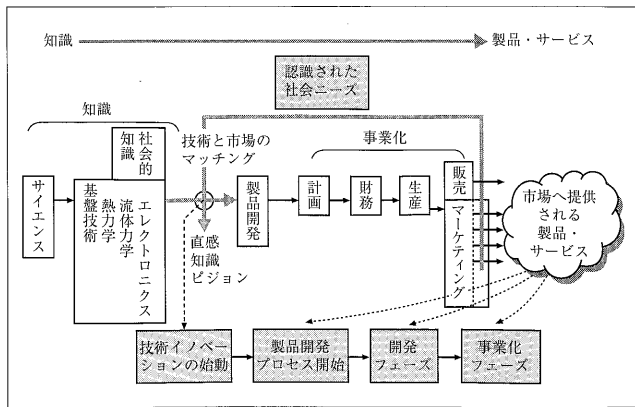 知識
製品・サービス
認識された
社会ニーズ
知識
社会的
知識
技術と市場の
マッチング
事業化
サイエンス
基盤技術
熱力学
流体力学
エレクトロニクス
製品開発
計画
財務
生産
販売
マーケティング
市場へ提供
される
製品・
サービス
直感
知識
ビジョン
技術イノベー
ションの始動
製品開発
プロセス開始
開発
フェーズ
事業化
フェーズ